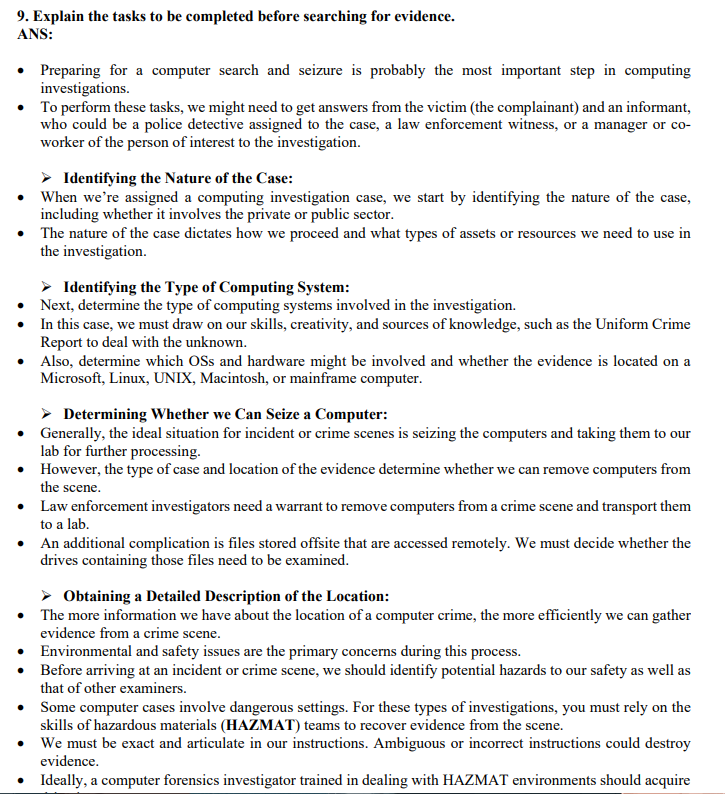 9. Explain the tasks to be completed before searching for evidence.
ANS:
• Preparing for a computer search and seizure is probably the most important step in computing
investigations.
• To perform these tasks, we might need to get answers from the victim (the complainant) and an informant,
who could be a police detective assigned to the case, a law enforcement witness, or a manager or co-
worker of the person of interest to the investigation.
➢ Identifying the Nature of the Case:
• When we're assigned a computing investigation case, we start by identifying the nature of the case,
including whether it involves the private or public sector.
• The nature of the case dictates how we proceed and what types of assets or resources we need to use in
the investigation.
➢ Identifying the Type of Computing System:
• Next, determine the type of computing systems involved in the investigation.
• In this case, we must draw on our skills, creativity, and sources of knowledge, such as the Uniform Crime
Report to deal with the unknown.
• Also, determine which OSs and hardware might be involved and whether the evidence is located on a
Microsoft, Linux, UNIX, Macintosh, or mainframe computer.
➢ Determining Whether we Can Seize a Computer:
• Generally, the ideal situation for incident or crime scenes is seizing the computers and taking them to our
lab for further processing.
• However, the type of case and location of the evidence determine whether we can remove computers from
the scene.
• Law enforcement investigators need a warrant to remove computers from a crime scene and transport them
to a lab.
• An additional complication is files stored offsite that are accessed remotely. We must decide whether the
drives containing those files need to be examined.
➢ Obtaining a Detailed Description of the Location:
• The more information we have about the location of a computer crime, the more efficiently we can gather
evidence from a crime scene.
• Environmental and safety issues are the primary concerns during this process.
• Before arriving at an incident or crime scene, we should identify potential hazards to our safety as well as
that of other examiners.
• Some computer cases involve dangerous settings. For these types of investigations, you must rely on the
skills of hazardous materials (HAZMAT) teams to recover evidence from the scene.
• We must be exact and articulate in our instructions. Ambiguous or incorrect instructions could destroy
evidence.
• Ideally, a computer forensics investigator trained in dealing with HAZMAT environments should acquire